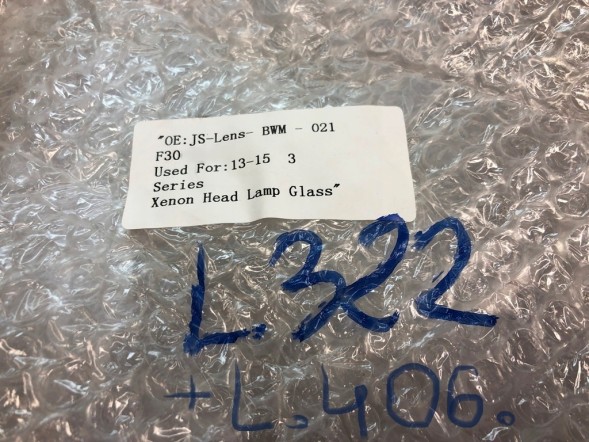 "OE:JS-Lens- BWM - 021
F30
Used For:13-15 3
Series
Xenon Head Lamp Glass"
L.322
+L.406.